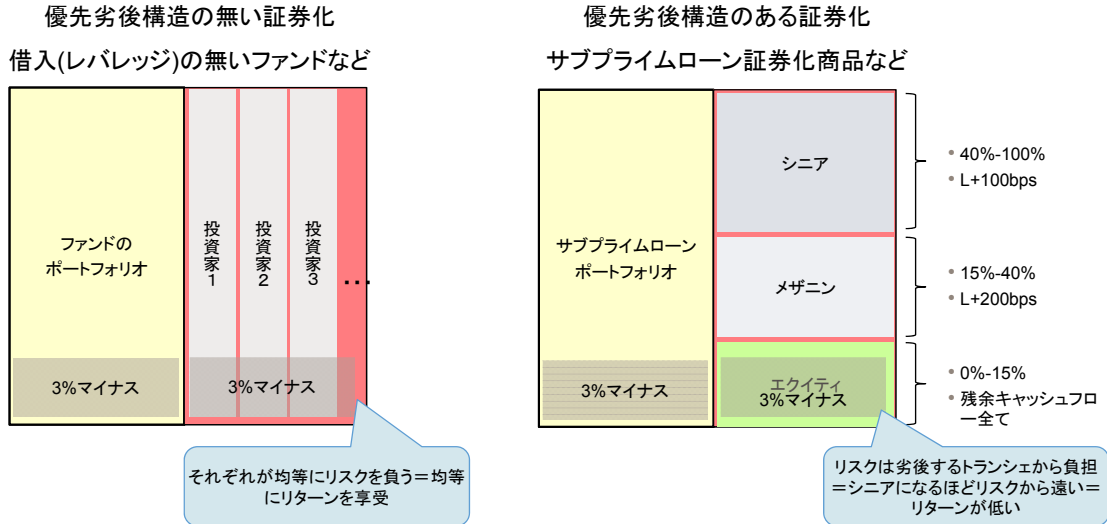 優先劣後構造の無い証券化
借入(レバレッジ)の無いファンドなど
ファンドの
ポートフォリオ
投資家1
投資家2
投資家3
…
3%マイナス
3%マイナス
それぞれが均等にリスクを負う=均等
にリターンを享受
優先劣後構造のある証券化
サブプライムローン証券化商品など
サブプライムローン
ポートフォリオ
3%マイナス
シニア
• 40%-100%
• L+100bps
メザニン
• 15%-40%
• L+200bps
エクイティ
3%マイナス
• 0%-15%
• 残余キャッシュフロ
ー全て
リスクは劣後するトランシェから負担
=シニアになるほどリスクから遠い=
リターンが低い